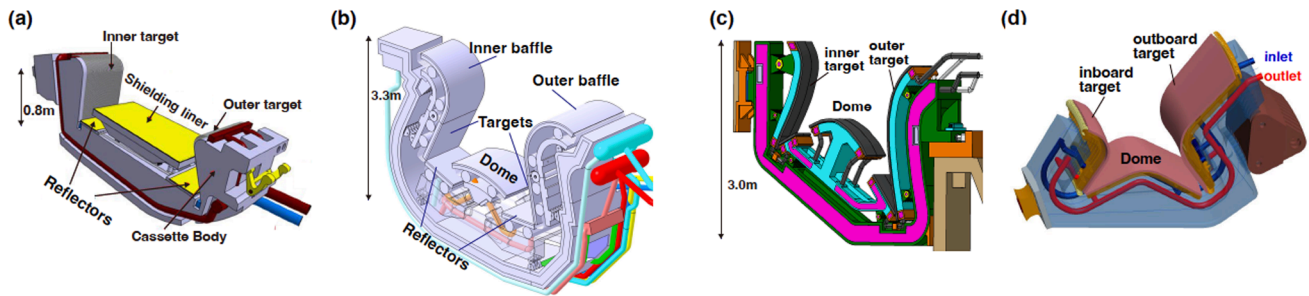 (a)
Inner target
Shielding liner
0.8m
Outer target
Reflectors
Cassette Body
(b)
Inner baffle
Outer baffle
3.3m
Targets
Dome
Reflectors
(c)
inner
target
outer
target
Dome
3.0m
(d)
outboard
target
inlet
outlet
inboard
target
Dome